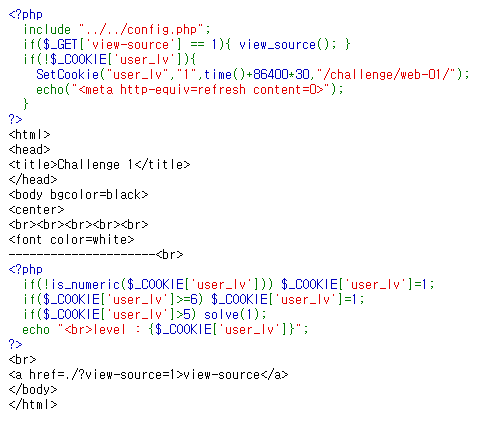 <?php
  include "../../config.php";
  if($_GET['view-source'] == 1){ view_source(); }
  if(!$_COOKIE['user_lv']){
    SetCookie("user_lv","1",time()+86400*30,"/challenge/web-01/");
    echo("<meta http-equiv=refresh content=0>");
  }
?>
<html>
<head>
<title>Challenge 1</title>
</head>
<body bgcolor=black>
<center>
<br><br><br><br><br>
<font color=white>
---------------------<br>
<?php
  if(!is_numeric($_COOKIE['user_lv'])) $_COOKIE['user_lv']=1;
  if($_COOKIE['user_lv']>=6) $_COOKIE['user_lv']=1;
  if($_COOKIE['user_lv']>5) solve(1);
  echo "<br>level : {$_COOKIE['user_lv']}";
?>
<br>
<a href=./?view-source=1>view-source</a>
</body>
</html>